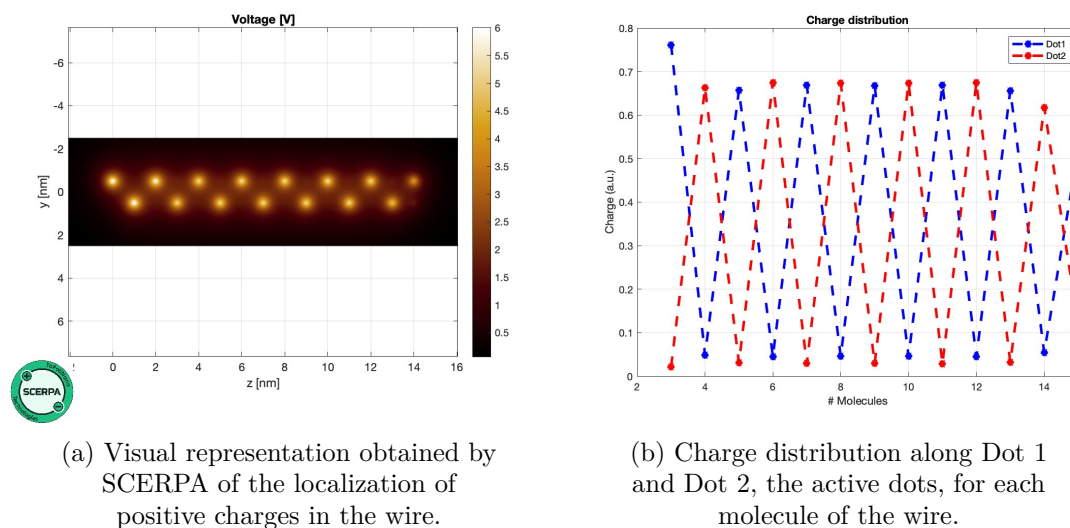 Voltage [V]
-6
-4
-2
0
2
4
6
y [nm]
0
2
4
6
8
10
12
14
16
z [nm]
6
5.5
5
4.5
4
3.5
3
2.5
2
1.5
1
0.5
ToPoliNano
SCERPA
Technologies
Charge distribution
Dot1
Dot2
0.8
0.7
0.6
0.5
0.4
0.3
0.2
0.1
0
Charge (a.u.)
2
4
6
8
10
12
14
# Molecules
(a) Visual representation obtained by
SCERPA of the localization of
positive charges in the wire.
(b) Charge distribution along Dot 1
and Dot 2, the active dots, for each
molecule of the wire.